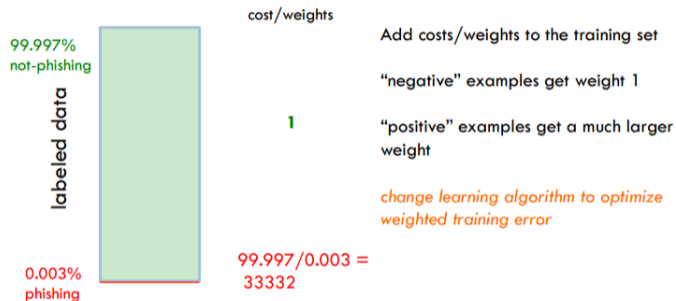 cost/weights
99.997%
not-phishing
labeled data
1
0.003%
phishing
99.997/0.003 =
33332
Add costs/weights to the training set
“negative” examples get weight 1
“positive” examples get a much larger
weight
change learning algorithm to optimize
weighted training error